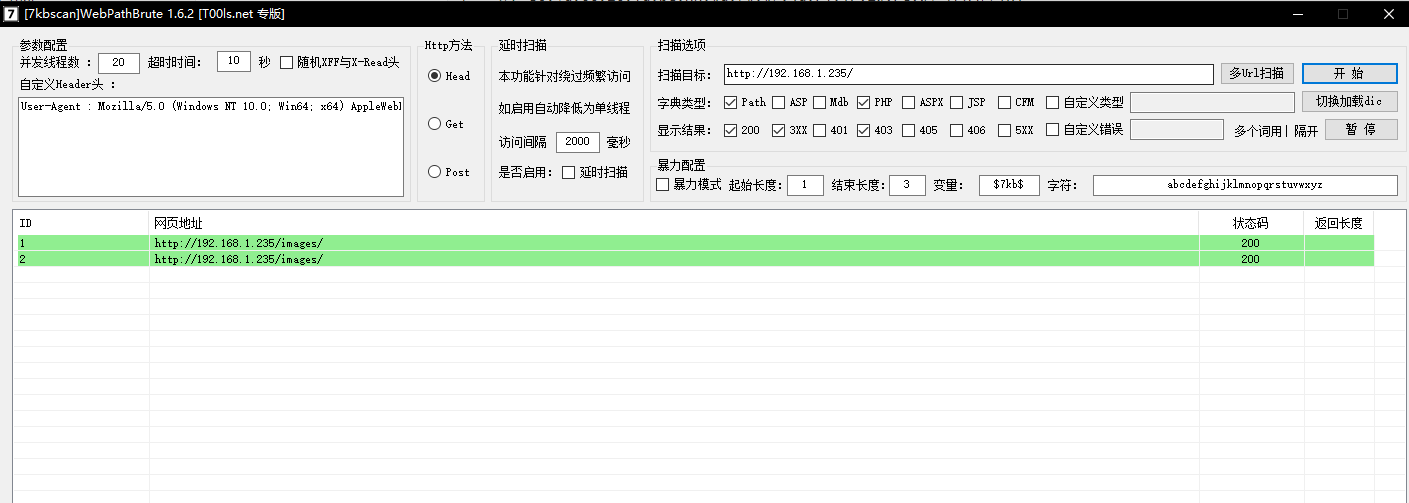 7 [7kbscan]WebPathBrute 1.6.2 [T00ls.net 专版]
参数配置
并发线程数 : 20 超时时间: 10 秒 随机XFF与X-Read头
自定义Header头 :
User-Agent : Mozilla/5.0 (Windows NT 10.0; Win64; x64) AppleWebK
Http方法
Head
Get
Post
延时扫描
本功能针对绕过频繁访问
如启用自动降低为单线程
访问间隔 2000 毫秒
是否启用: 延时扫描
扫描选项
扫描目标: http://192.168.1.235/ 多Url扫描 开 始
字典类型: Path ASP Mdb PHP ASPX JSP CFM 自定义类型 切换加载dic
显示结果: 200 3XX 401 403 405 406 5XX 自定义错误 多个词用| 隔开 暂 停
暴力配置
暴力模式 起始长度: 1 结束长度: 3 变量: $7kb$ 字符: abcdefghijklmnopqrstuvwxyz
ID 网页地址 状态码 返回长度
1 http://192.168.1.235/images/ 200
2 http://192.168.1.235/images/ 200